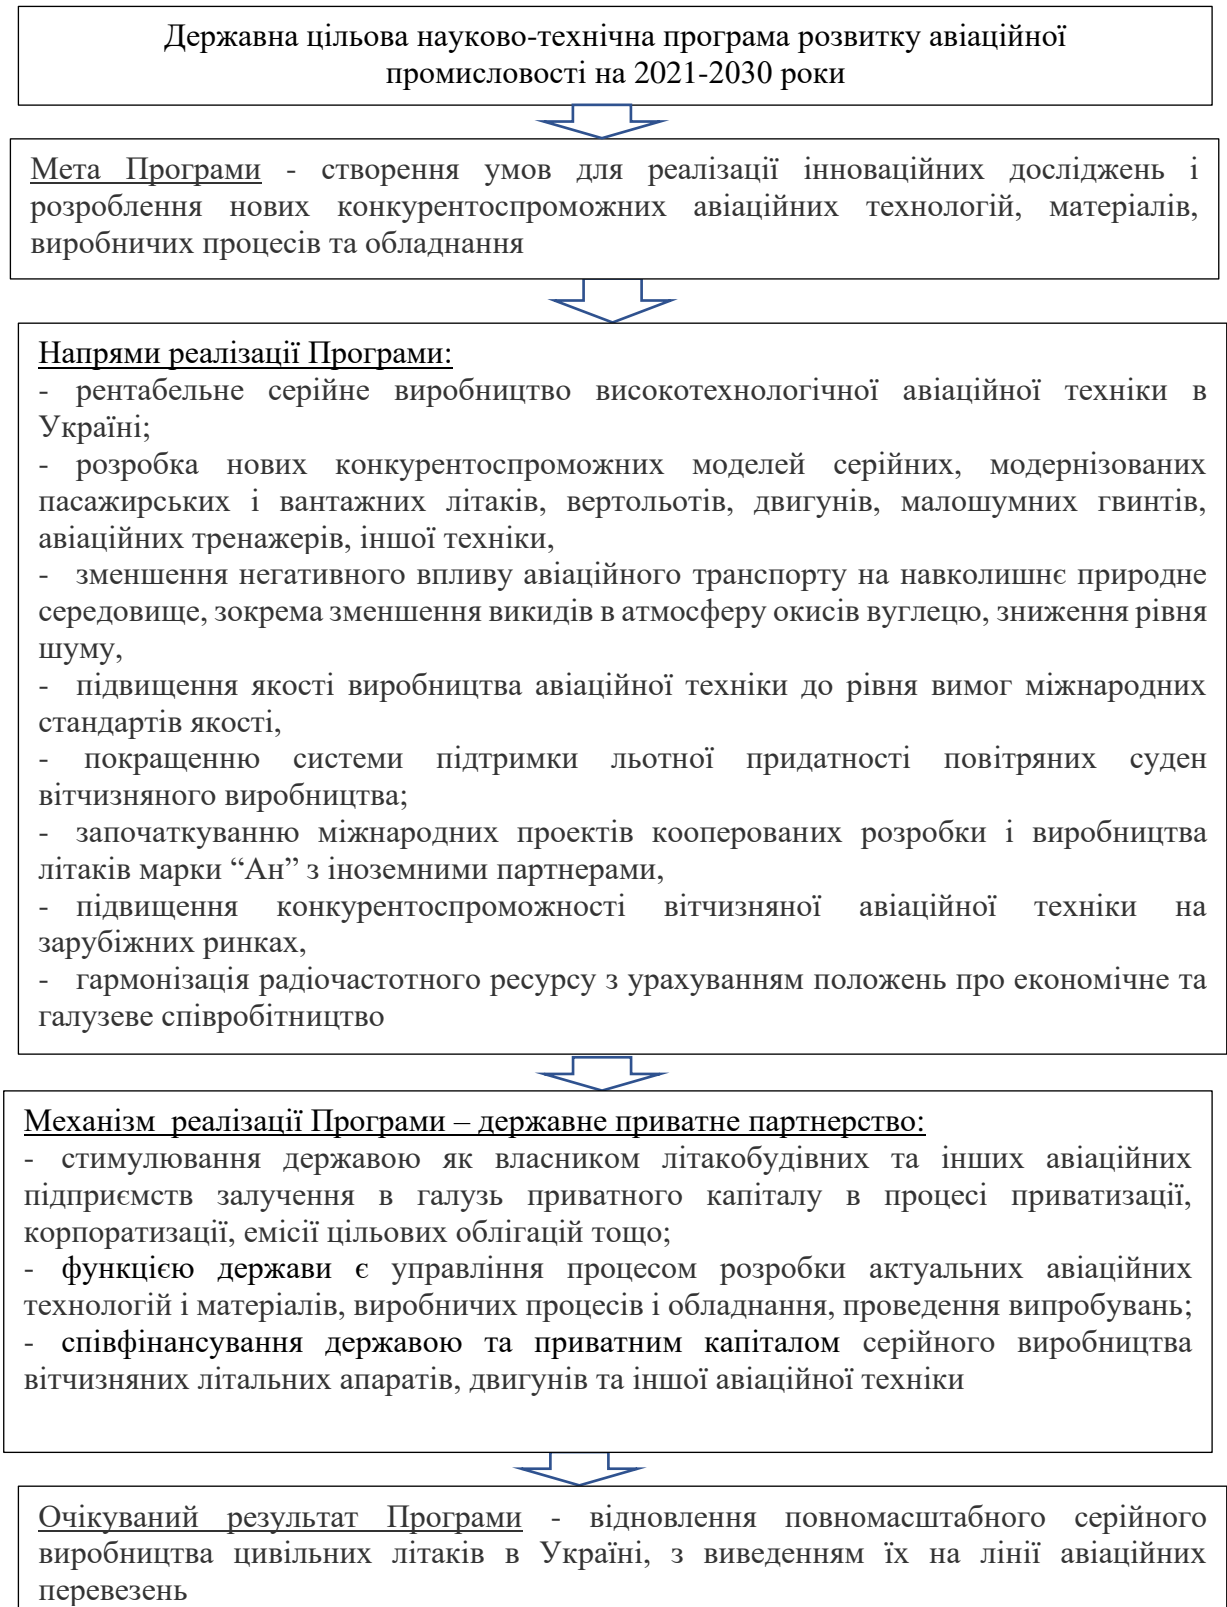 Державна цільова науково-технічна програма розвитку авіаційної
промисловості на 2021-2030 роки
Мета Програми - створення умов для реалізації інноваційних досліджень і
розроблення нових конкурентоспроможних авіаційних технологій, матеріалів,
виробничих процесів та обладнання
Напрями реалізації Програми:
- рентабельне серійне виробництво високотехнологічної авіаційної техніки в
Україні;
- розробка нових конкурентоспроможних моделей серійних, модернізованих
пасажирських і вантажних літаків, вертольотів, двигунів, малошумних гвинтів,
авіаційних тренажерів, іншої техніки,
- зменшення негативного впливу авіаційного транспорту на навколишнє природне
середовище, зокрема зменшення викидів в атмосферу окисів вуглецю, зниження рівня
шуму,
- підвищення якості виробництва авіаційної техніки до рівня вимог міжнародних
стандартів якості,
- покращенню системи підтримки льотної придатності повітряних суден
вітчизняного виробництва;
- започаткуванню міжнародних проектів кооперованих розробки і виробництва
літаків марки “Ан” з іноземними партнерами,
- підвищення конкурентоспроможності вітчизняної авіаційної техніки на
зарубіжних ринках,
- гармонізація радіочастотного ресурсу з урахуванням положень про економічне та
галузеве співробітництво
Механізм реалізації Програми – державне приватне партнерство:
- стимулювання державою як власником літакобудівних та інших авіаційних
підприємств залучення в галузь приватного капіталу в процесі приватизації,
корпоратизації, емісії цільових облігацій тощо;
- функцією держави є управління процесом розробки актуальних авіаційних
технологій і матеріалів, виробничих процесів і обладнання, проведення випробувань;
- співфінансування державою та приватним капіталом серійного виробництва
вітчизняних літальних апаратів, двигунів та іншої авіаційної техніки
Очікуваний результат Програми - відновлення повномасштабного серійного
виробництва цивільних літаків в Україні, з виведенням їх на лінії авіаційних
перевезень